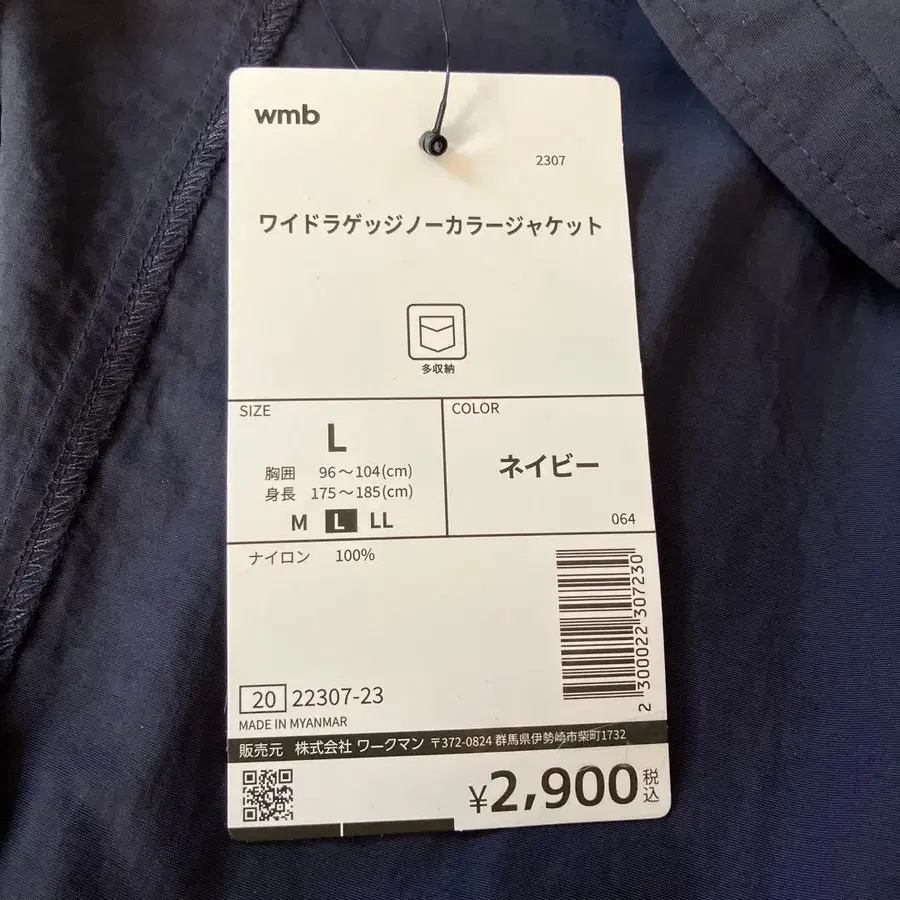 wmb
2307
ワイドラゲッジノーカラージャケット
多収納
SIZE
L
胸囲 96〜104(cm)
身長 175〜185(cm)
M L LL
COLOR
ネイビー
064
ナイロン 100%
2 300022 307230
20 22307-23
MADE IN MYANMAR
販売元 株式会社 ワークマン 〒372-0824 群馬県伊勢崎市柴町1732
¥2,900税込